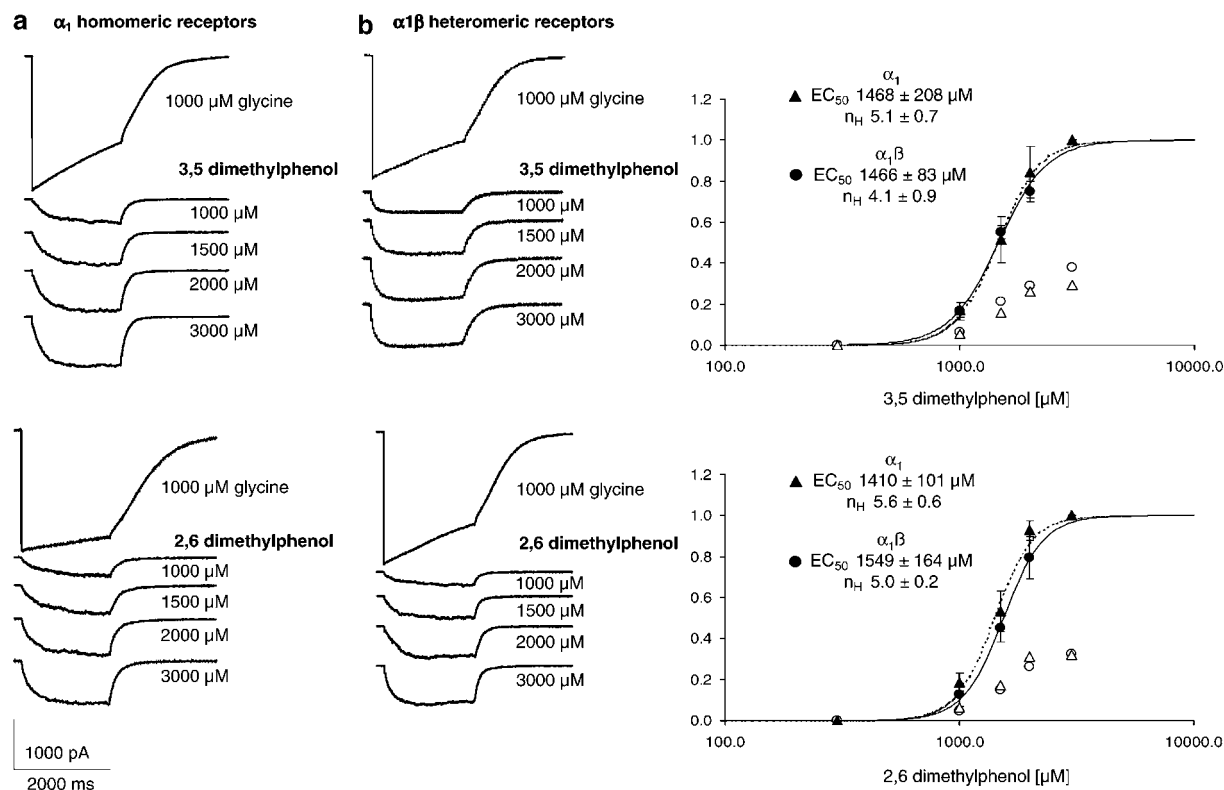 a α1 homomeric receptors
1000 µM glycine
3,5 dimethylphenol
1000 µM
1500 µM
2000 µM
3000 µM
1000 µM glycine
2,6 dimethylphenol
1000 µM
1500 µM
2000 µM
3000 µM
1000 pA
2000 ms
b α1β heteromeric receptors
1000 µM glycine
3,5 dimethylphenol
1000 µM
1500 µM
2000 µM
3000 µM
1000 µM glycine
2,6 dimethylphenol
1000 µM
1500 µM
2000 µM
3000 µM
α1
EC50 1468 ± 208 µM
nH 5.1 ± 0.7
α1β
EC50 1466 ± 83 µM
nH 4.1 ± 0.9
1.2
1.0
0.8
0.6
0.4
0.2
0.0
100.0 1000.0 10000.0
3,5 dimethylphenol [µM]
α1
EC50 1410 ± 101 µM
nH 5.6 ± 0.6
α1β
EC50 1549 ± 164 µM
nH 5.0 ± 0.2
1.2
1.0
0.8
0.6
0.4
0.2
0.0
100.0 1000.0 10000.0
2,6 dimethylphenol [µM]